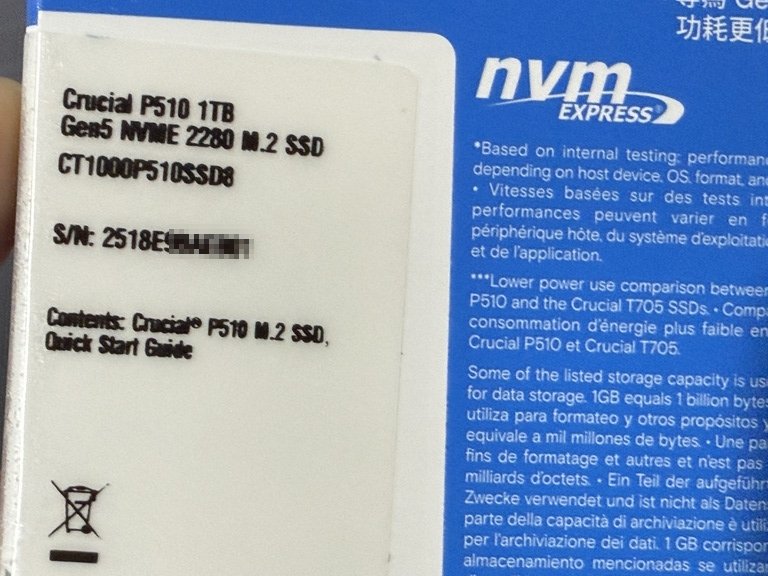 Crucial P510 1TB
Gen5 NVME 2280 M.2 SSD
CT1000P510SSD8
S/N: 2518E
Contents: Crucial® P510 M.2 SSD,
Quick Start Guide
功耗更低
nvm
EXPRESS®
*Based on internal testing; performanc
depending on host device, OS, format, and
• Vitesses basées sur des tests int
performances peuvent varier en f
périphérique hôte, du système d'exploitatio
et de l'application.
***Lower power use comparison between
P510 and the Crucial T705 SSDs. • Compa
consommation d'énergie plus faible en
Crucial P510 et Crucial T705.
Some of the listed storage capacity is use
for data storage. 1GB equals 1 billion bytes
utiliza para formateo y otros propósitos y
equivale a mil millones de bytes. • Une pa
fins de formatage et autres et n'est pas
milliards d'octets. • Ein Teil der aufgeführ
Zwecke verwendet und ist nicht als Daten
parte della capacità di archiviazione è utiliz
per l'archiviazione dei dati. 1 GB corrispon
almacenamiento mencionadas se utilizar